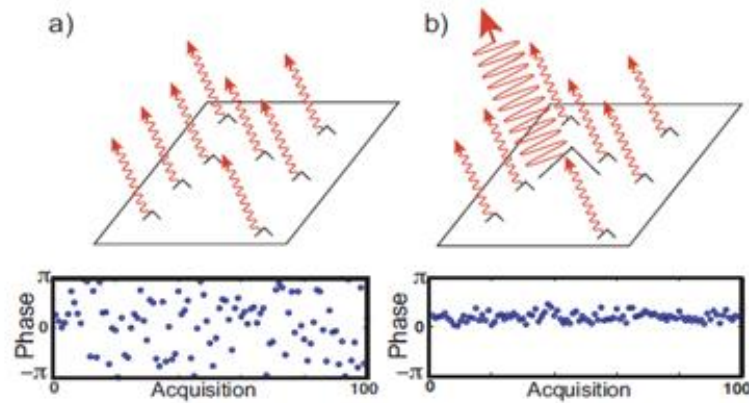 a)
b)
π
Phase
0
−π
0
Acquisition
100
π
Phase
0
−π
0
Acquisition
100